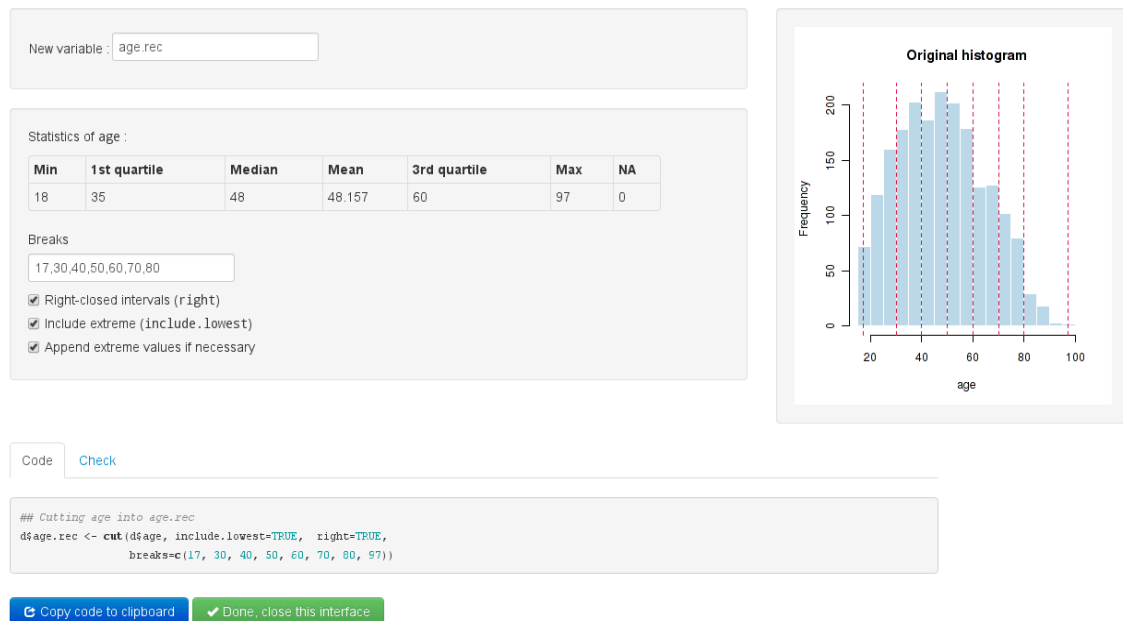 New variable : age.rec
Statistics of age :
Min 1st quartile Median Mean 3rd quartile Max NA
18 35 48 48.157 60 97 0
Breaks
17,30,40,50,60,70,80
Right-closed intervals (right)
Include extreme (include.lowest)
Append extreme values if necessary
Original histogram
Frequency
200
150
100
50
0
20 40 60 80 100
age
Code Check
## Cutting age into age.rec
d$age.rec <- cut(d$age, include.lowest=TRUE, right=TRUE,
breaks=c(17, 30, 40, 50, 60, 70, 80, 97))
Copy code to clipboard Done, close this interface